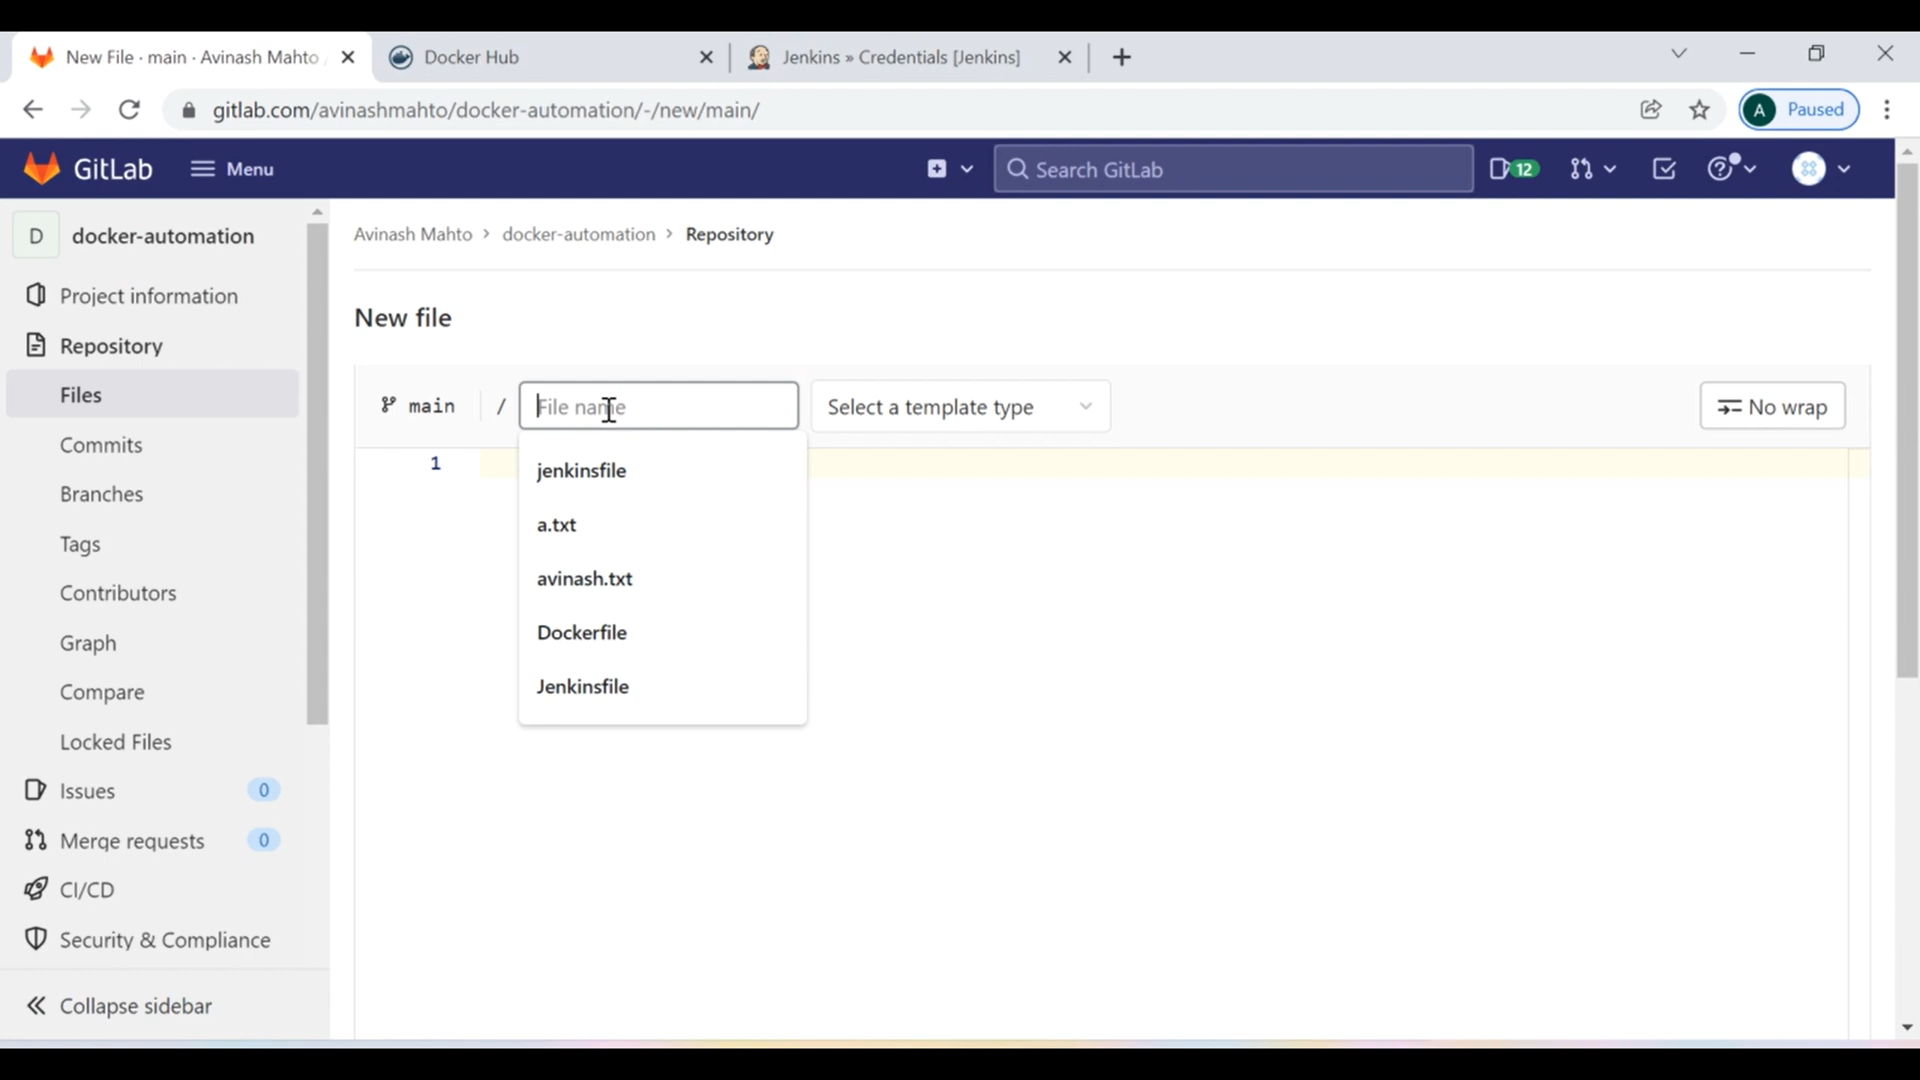 New File · main · Avinash Mahto /
Docker Hub
Jenkins » Credentials [Jenkins]
gitlab.com/avinashmahto/docker-automation/-/new/main/
A Paused
GitLab
Menu
Search GitLab
12
D docker-automation
Project information
Repository
Files
Commits
Branches
Tags
Contributors
Graph
Compare
Locked Files
Issues 0
Merge requests 0
CI/CD
Security & Compliance
Collapse sidebar
Avinash Mahto > docker-automation > Repository
New file
main / File name
Select a template type
No wrap
1
jenkinsfile
a.txt
avinash.txt
Dockerfile
Jenkinsfile